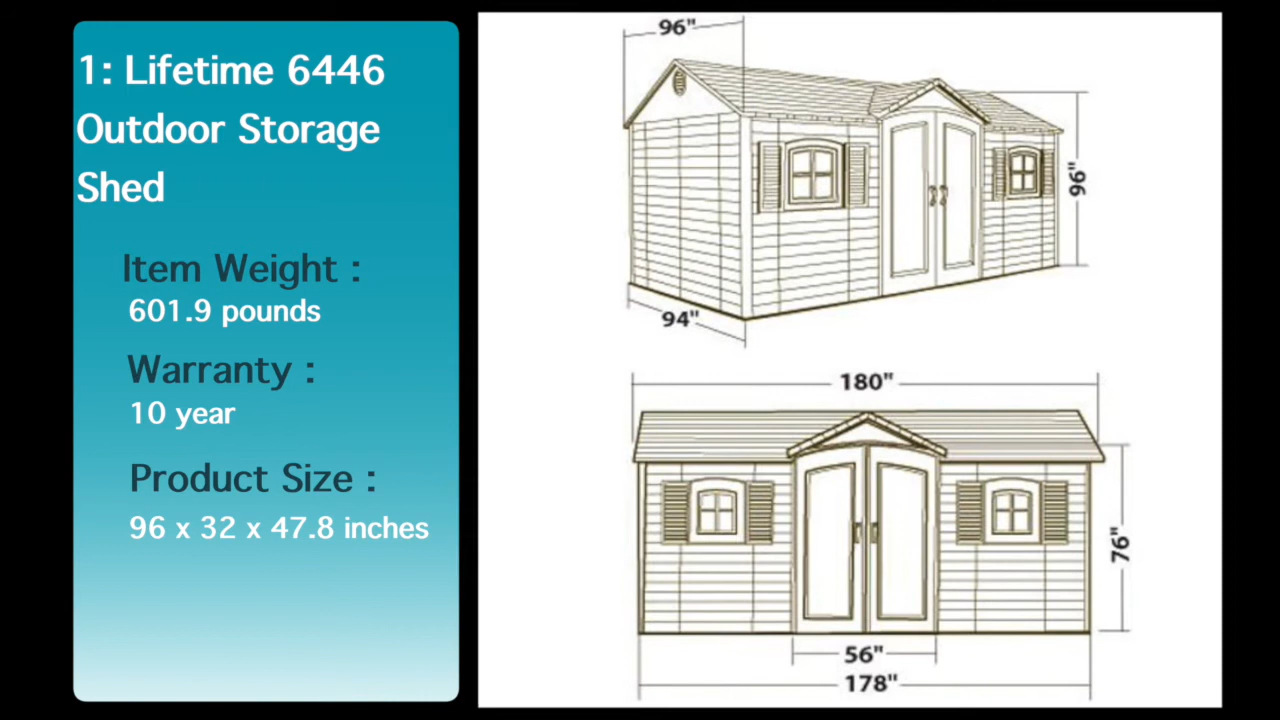 1: Lifetime 6446
Outdoor Storage
Shed
Item Weight :
601.9 pounds
Warranty :
10 year
Product Size :
96 x 32 x 47.8 inches
96"
96"
94"
180"
76"
56"
178"